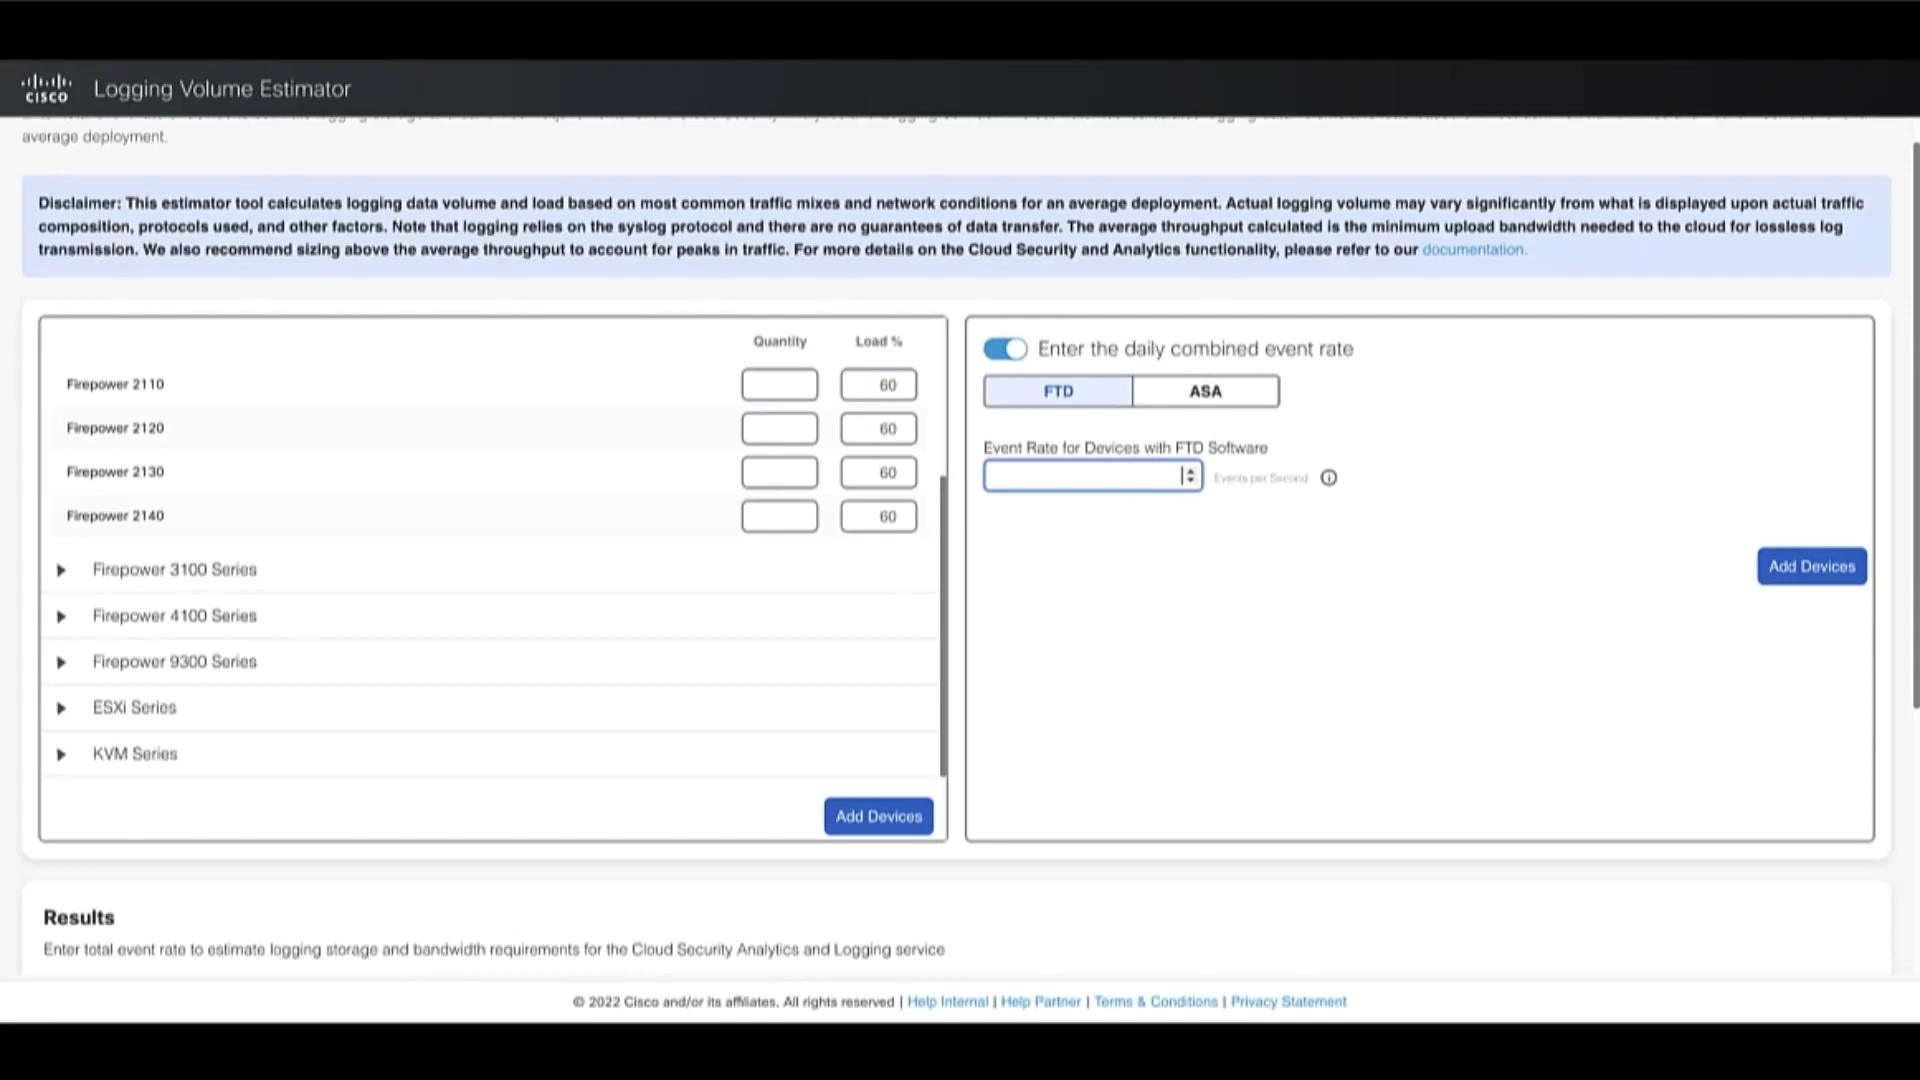 CISCO
Logging Volume Estimator
average deployment.
Disclaimer: This estimator tool calculates logging data volume and load based on most common traffic mixes and network conditions for an average deployment. Actual logging volume may vary significantly from what is displayed upon actual traffic
composition, protocols used, and other factors. Note that logging relies on the syslog protocol and there are no guarantees of data transfer. The average throughput calculated is the minimum upload bandwidth needed to the cloud for lossless log
transmission. We also recommend sizing above the average throughput to account for peaks in traffic. For more details on the Cloud Security and Analytics functionality, please refer to our documentation.
Quantity Load %
Firepower 2110 60
Firepower 2120 60
Firepower 2130 60
Firepower 2140 60
Firepower 3100 Series
Firepower 4100 Series
Firepower 9300 Series
ESXi Series
KVM Series
Add Devices
Enter the daily combined event rate
FTD ASA
Event Rate for Devices with FTD Software
Events per Second
Add Devices
Results
Enter total event rate to estimate logging storage and bandwidth requirements for the Cloud Security Analytics and Logging service
© 2022 Cisco and/or its affiliates. All rights reserved | Help Internal | Help Partner | Terms & Conditions | Privacy Statement